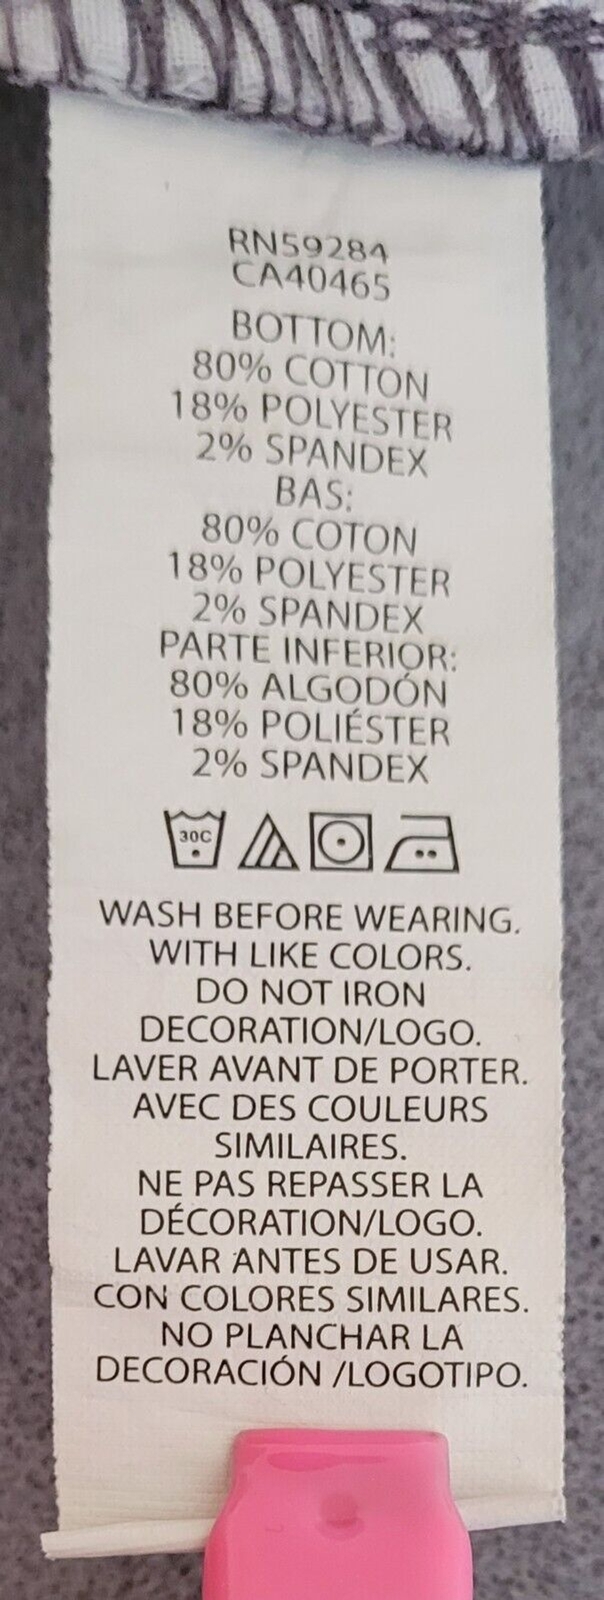 RN59284
CA40465
BOTTOM:
80% COTTON
18% POLYESTER
2% SPANDEX
BAS:
80% COTON
18% POLYESTER
2% SPANDEX
PARTE INFERIOR:
80% ALGODÓN
18% POLIÉSTER
2% SPANDEX
30C
WASH BEFORE WEARING.
WITH LIKE COLORS.
DO NOT IRON
DECORATION/LOGO.
LAVER AVANT DE PORTER.
AVEC DES COULEURS
SIMILAIRES.
NE PAS REPASSER LA
DÉCORATION/LOGO.
LAVAR ANTES DE USAR.
CON COLORES SIMILARES.
NO PLANCHAR LA
DECORACIÓN /LOGOTIPO.